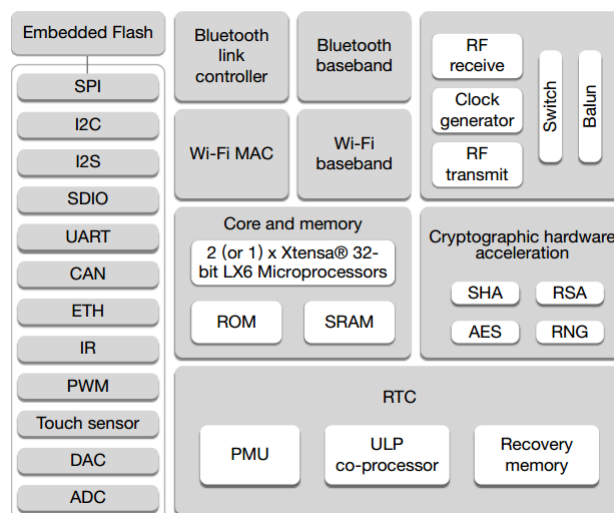 Embedded Flash
SPI
I2C
I2S
SDIO
UART
CAN
ETH
IR
PWM
Touch sensor
DAC
ADC
Bluetooth
link
controller
Bluetooth
baseband
Wi-Fi MAC
Wi-Fi
baseband
RF
receive
Clock
generator
RF
transmit
Switch
Balun
Core and memory
2 (or 1) x Xtensa® 32-
bit LX6 Microprocessors
ROM
SRAM
Cryptographic hardware
acceleration
SHA
RSA
AES
RNG
RTC
PMU
ULP
co-processor
Recovery
memory